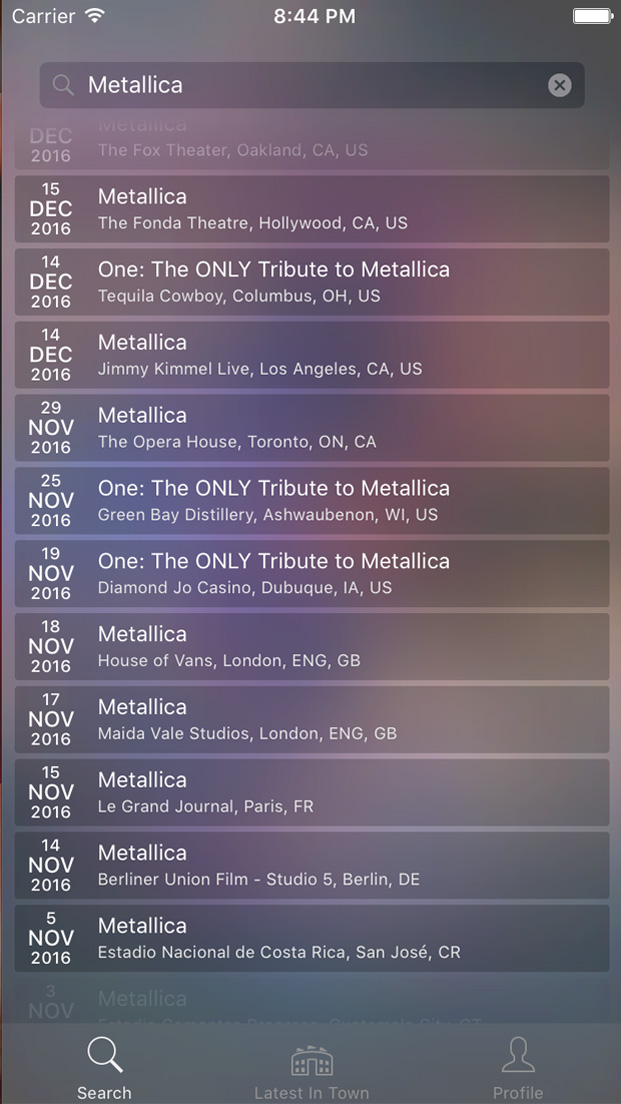 Carrier
8:44 PM
Metallica
Metallica
DEC
2016
The Fox Theater, Oakland, CA, US
15
DEC
2016
Metallica
The Fonda Theatre, Hollywood, CA, US
14
DEC
2016
One: The ONLY Tribute to Metallica
Tequila Cowboy, Columbus, OH, US
14
DEC
2016
Metallica
Jimmy Kimmel Live, Los Angeles, CA, US
29
NOV
2016
Metallica
The Opera House, Toronto, ON, CA
25
NOV
2016
One: The ONLY Tribute to Metallica
Green Bay Distillery, Ashwaubenon, WI, US
19
NOV
2016
One: The ONLY Tribute to Metallica
Diamond Jo Casino, Dubuque, IA, US
18
NOV
2016
Metallica
House of Vans, London, ENG, GB
17
NOV
2016
Metallica
Maida Vale Studios, London, ENG, GB
15
NOV
2016
Metallica
Le Grand Journal, Paris, FR
14
NOV
2016
Metallica
Berliner Union Film - Studio 5, Berlin, DE
5
NOV
2016
Metallica
Estadio Nacional de Costa Rica, San José, CR
3
NOV
Metallica
Search
Latest In Town
Profile